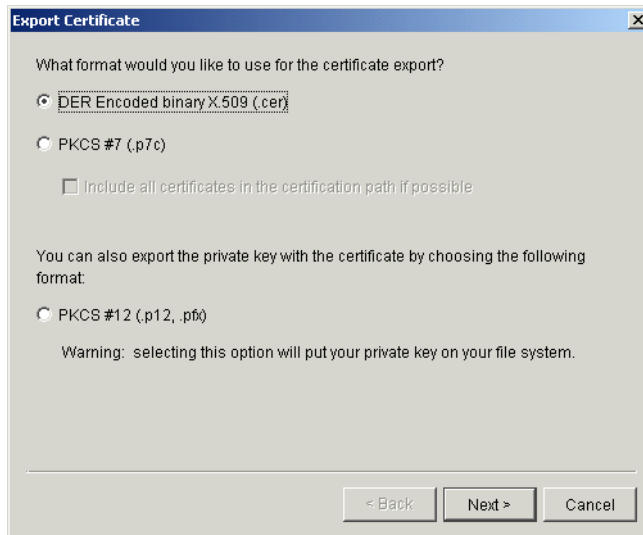 Export Certificate
What format would you like to use for the certificate export?
DER Encoded binary X.509 (.cer)
PKCS #7 (.p7c)
Include all certificates in the certification path if possible
You can also export the private key with the certificate by choosing the following
format:
PKCS #12 (.p12, .pfx)
Warning: selecting this option will put your private key on your file system.
< Back Next > Cancel